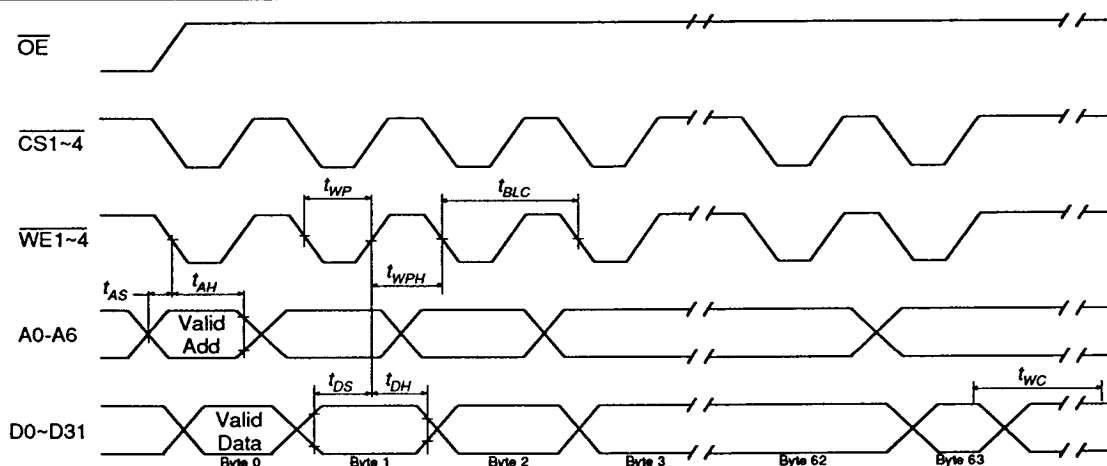 OE
CS1~4
tWP
tBLC
WE1~4
tWPH
tAS
tAH
A0-A6
Valid
Add
tDS
tDH
tWC
D0~D31
Valid
Data
Byte 0
Byte 1
Byte 2
Byte 3
Byte 62
Byte 63